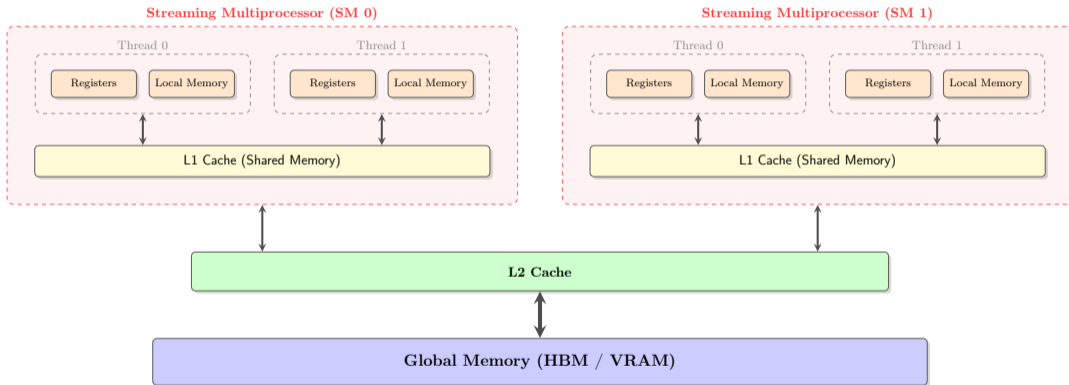 Streaming Multiprocessor (SM 0)
Streaming Multiprocessor (SM 1)
Thread 0
Thread 1
Thread 0
Thread 1
Registers
Local Memory
Registers
Local Memory
Registers
Local Memory
Registers
Local Memory
L1 Cache (Shared Memory)
L1 Cache (Shared Memory)
L2 Cache
Global Memory (HBM / VRAM)